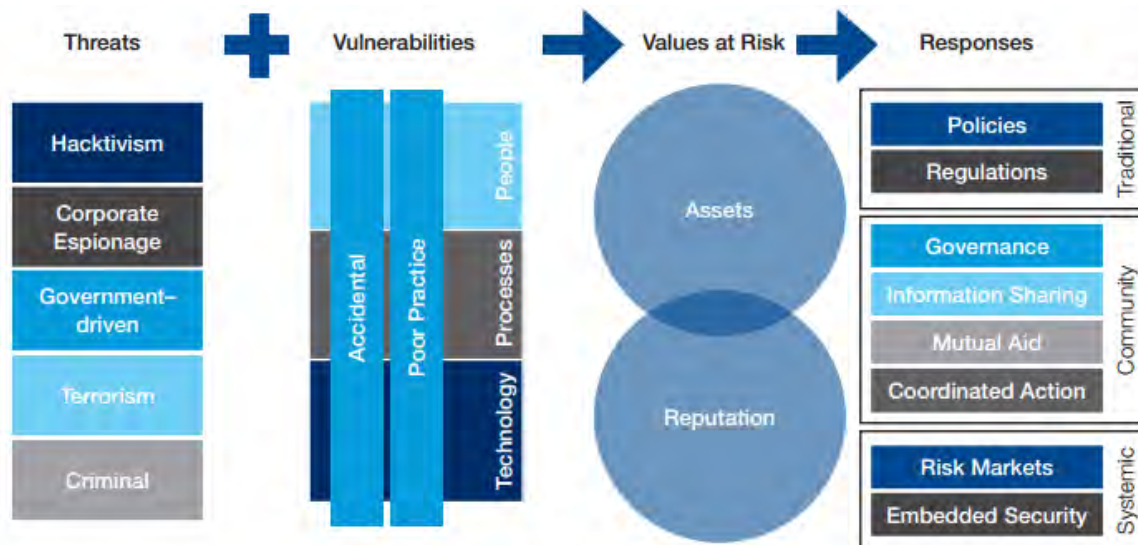 Threats
Vulnerabilities
Values at Risk
Responses
Hacktivism
Corporate
Espionage
Government–
driven
Terrorism
Criminal
Accidental
Poor Practice
People
Processes
Technology
Assets
Reputation
Policies
Regulations
Traditional
Governance
Information Sharing
Mutual Aid
Coordinated Action
Community
Risk Markets
Embedded Security
Systemic